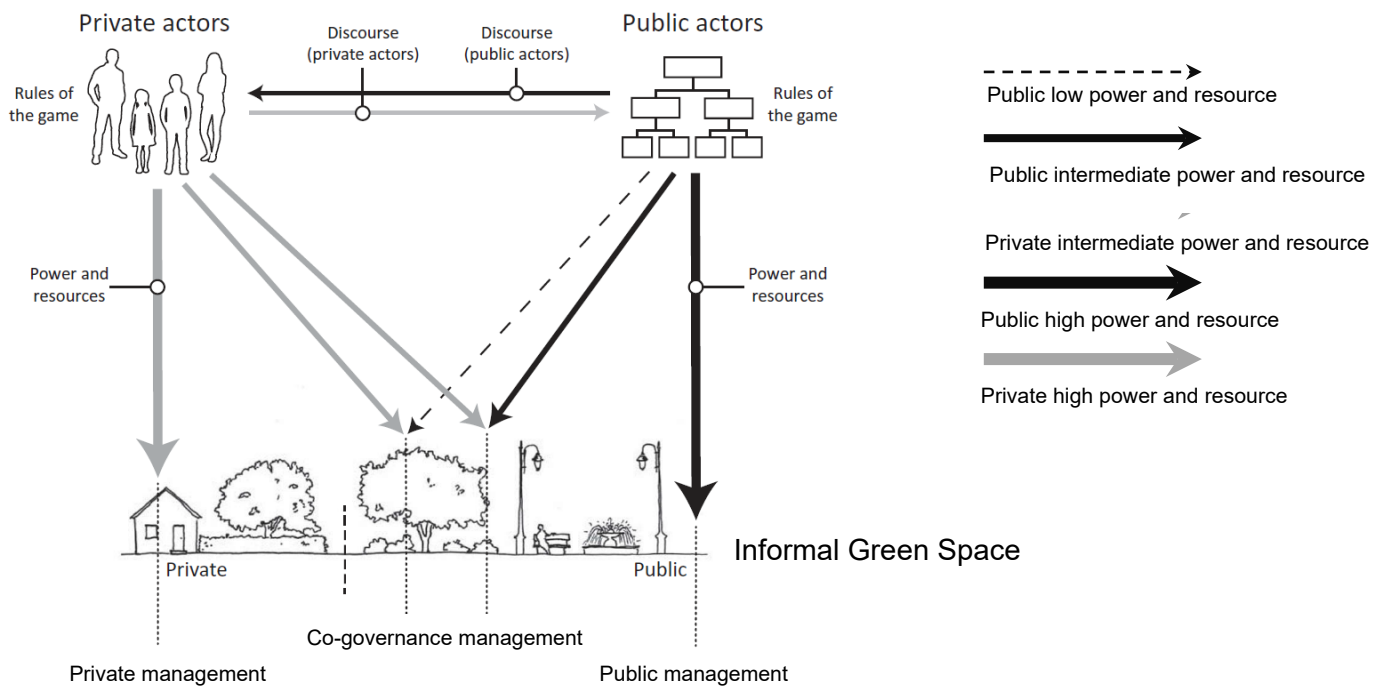 Private actors
Discourse
(private actors)
Discourse
(public actors)
Public actors
Rules of
the game
Rules of
the game
Power and
resources
Power and
resources
Private
Public
Informal Green Space
Co-governance management
Private management
Public management
Public low power and resource
Public intermediate power and resource
Private intermediate power and resource
Public high power and resource
Private high power and resource